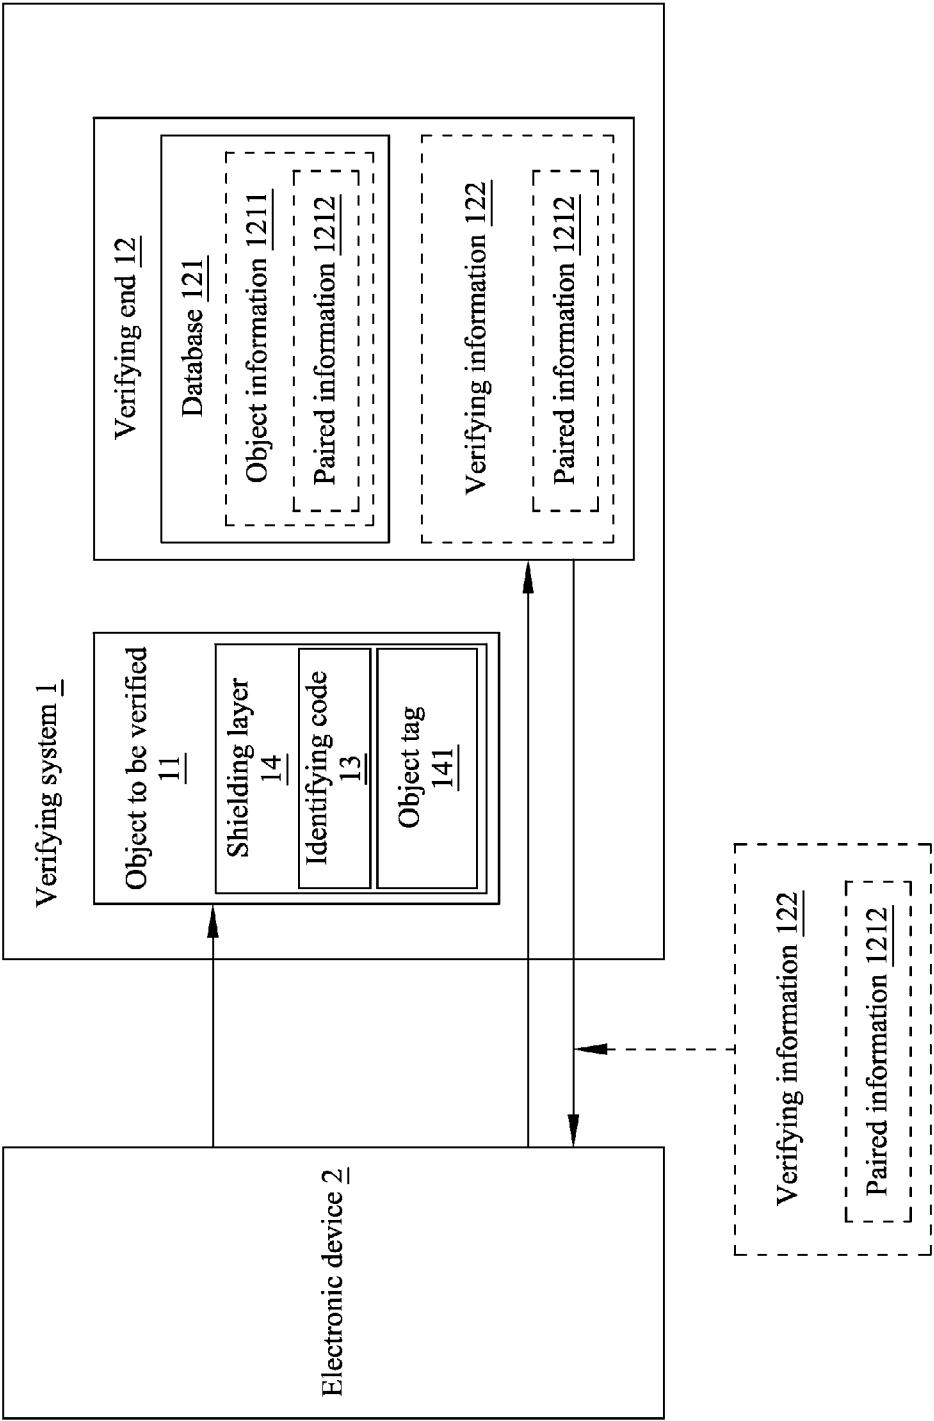 Verifying system 1
Object to be verified
11
Shielding layer
14
Identifying code
13
Object tag
141
Verifying end 12
Database 121
Object information 1211
Paired information 1212
Verifying information 122
Paired information 1212
Electronic device 2
Verifying information 122
Paired information 1212